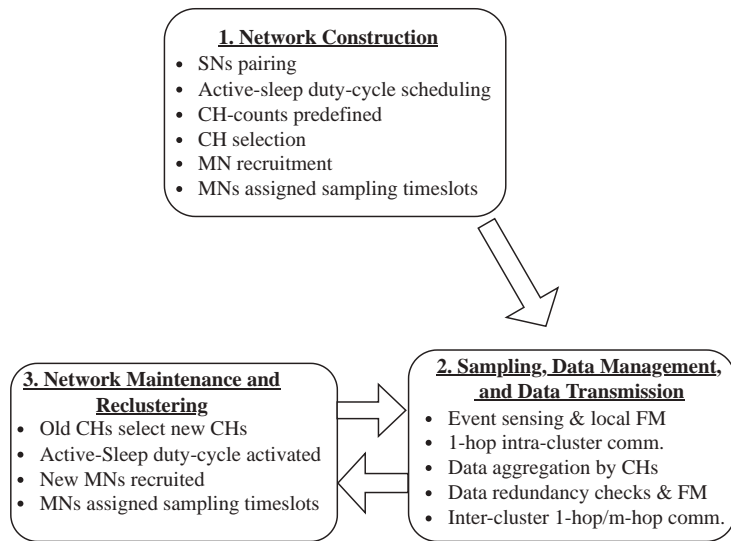 1. Network Construction
• SNs pairing
• Active-sleep duty-cycle scheduling
• CH-counts predefined
• CH selection
• MN recruitment
• MNs assigned sampling timeslots
2. Sampling, Data Management,
and Data Transmission
• Event sensing & local FM
• 1-hop intra-cluster comm.
• Data aggregation by CHs
• Data redundancy checks & FM
• Inter-cluster 1-hop/m-hop comm.
3. Network Maintenance and
Reclustering
• Old CHs select new CHs
• Active-Sleep duty-cycle activated
• New MNs recruited
• MNs assigned sampling timeslots